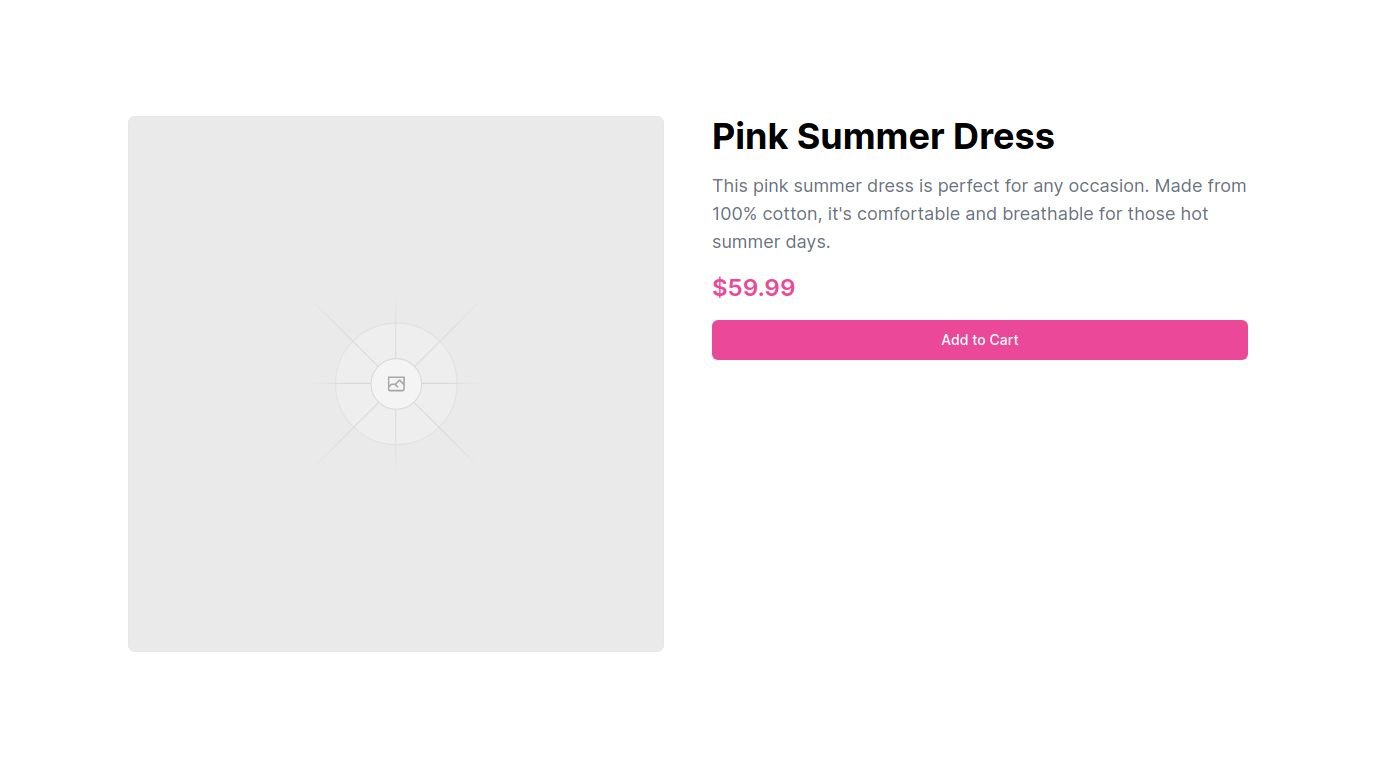 Pink Summer Dress
This pink summer dress is perfect for any occasion. Made from
100% cotton, it's comfortable and breathable for those hot
summer days.
$59.99
Add to Cart